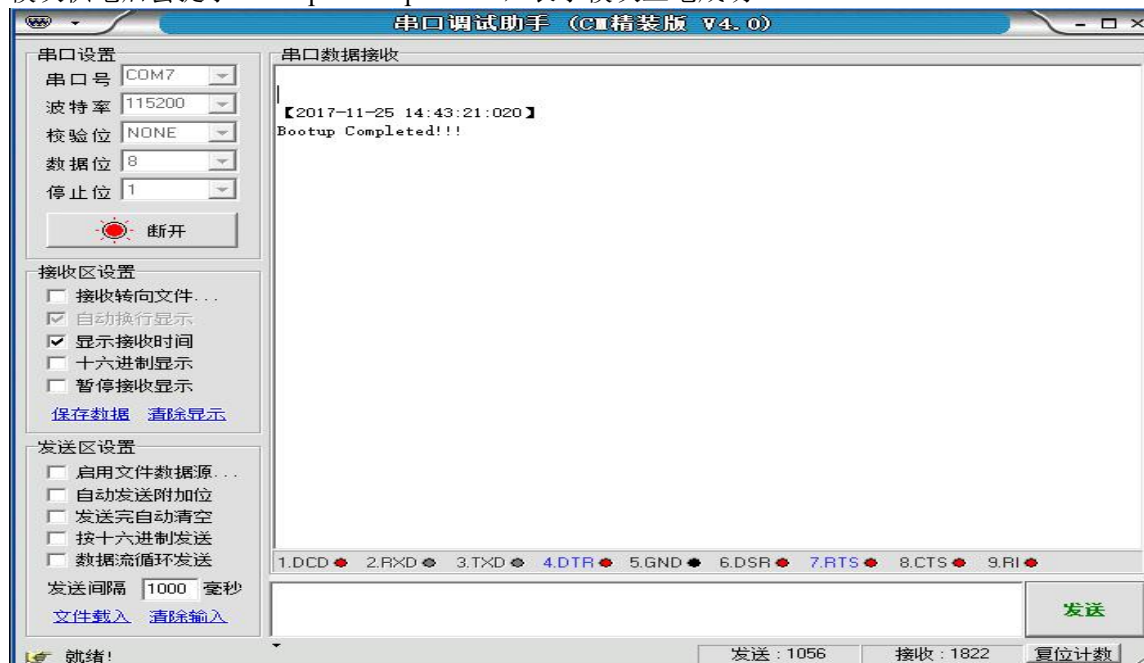 串口调试助手 (CM精装版 V4.0)
串口设置
串口号 COM7
波特率 115200
校验位 NONE
数据位 8
停止位 1
断开
接收区设置
接收转向文件...
自动换行显示
显示接收时间
十六进制显示
暂停接收显示
保存数据 清除显示
发送区设置
启用文件数据源...
自动发送附加位
发送完自动清空
按十六进制发送
数据流循环发送
发送间隔 1000 毫秒
文件载入 清除输入
就绪!
串口数据接收
【2017-11-25 14:43:21:020】
Bootup Completed!!!
1.DCD 2.RXD 3.TXD 4.DTR 5.GND 6.DSR 7.RTS 8.CTS 9.RI
发送
发送:1056 接收:1822 复位计数